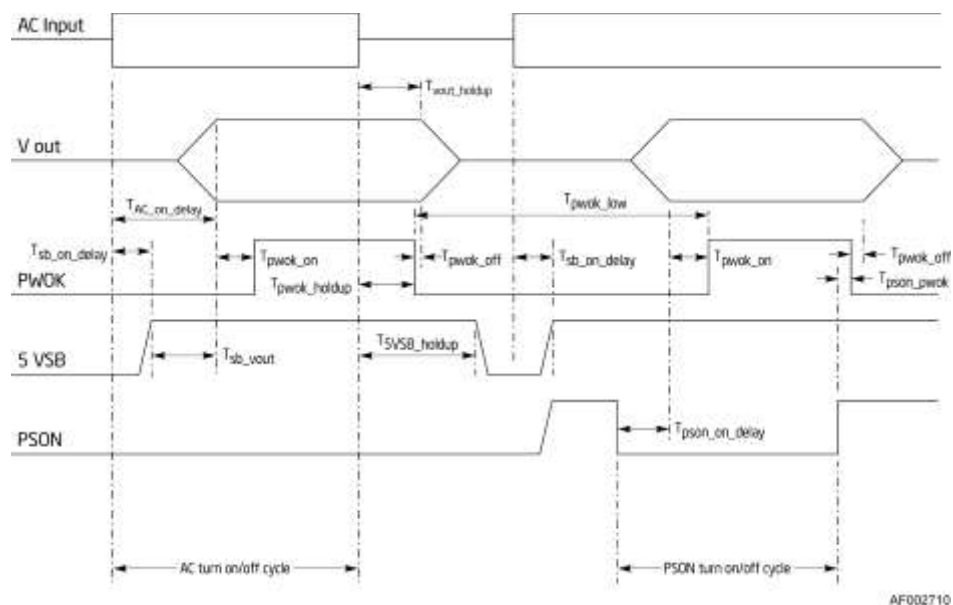 AC Input
Tvout_holdup
V out
TAC_on_delay
Tpwok_low
Tsb_on_delay
Tpwok_on
Tpwok_off
Tsb_on_delay
Tpwok_on
Tpwok_off
PWOK
Tpwok_holdup
Tpson_pwok
5 VSB
Tsb_vout
T5VSB_holdup
PSON
Tpson_on_delay
AC turn on/off cycle
PSON turn on/off cycle
AF002710